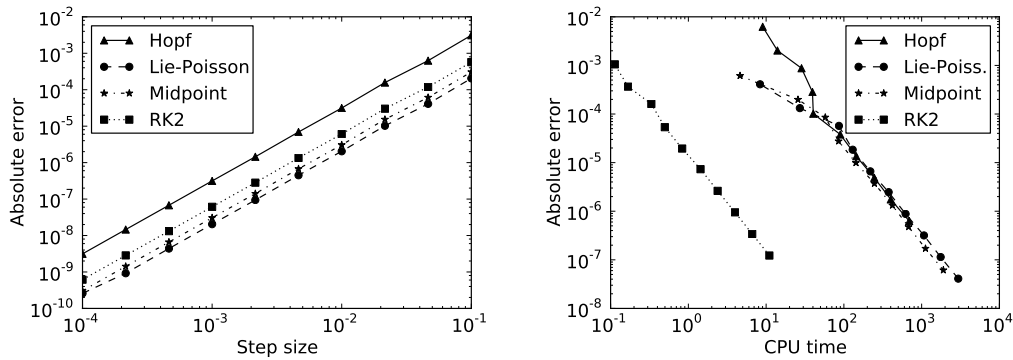 10^-2
10^-3
10^-4
10^-5
10^-6
10^-7
10^-8
10^-9
10^-10
Absolute error
Hopf
Lie-Poisson
Midpoint
RK2
10^-4
10^-3
10^-2
10^-1
Step size
10^-2
10^-3
10^-4
10^-5
10^-6
10^-7
10^-8
Absolute error
Hopf
Lie-Poiss.
Midpoint
RK2
10^-1
10^0
10^1
10^2
10^3
10^4
CPU time